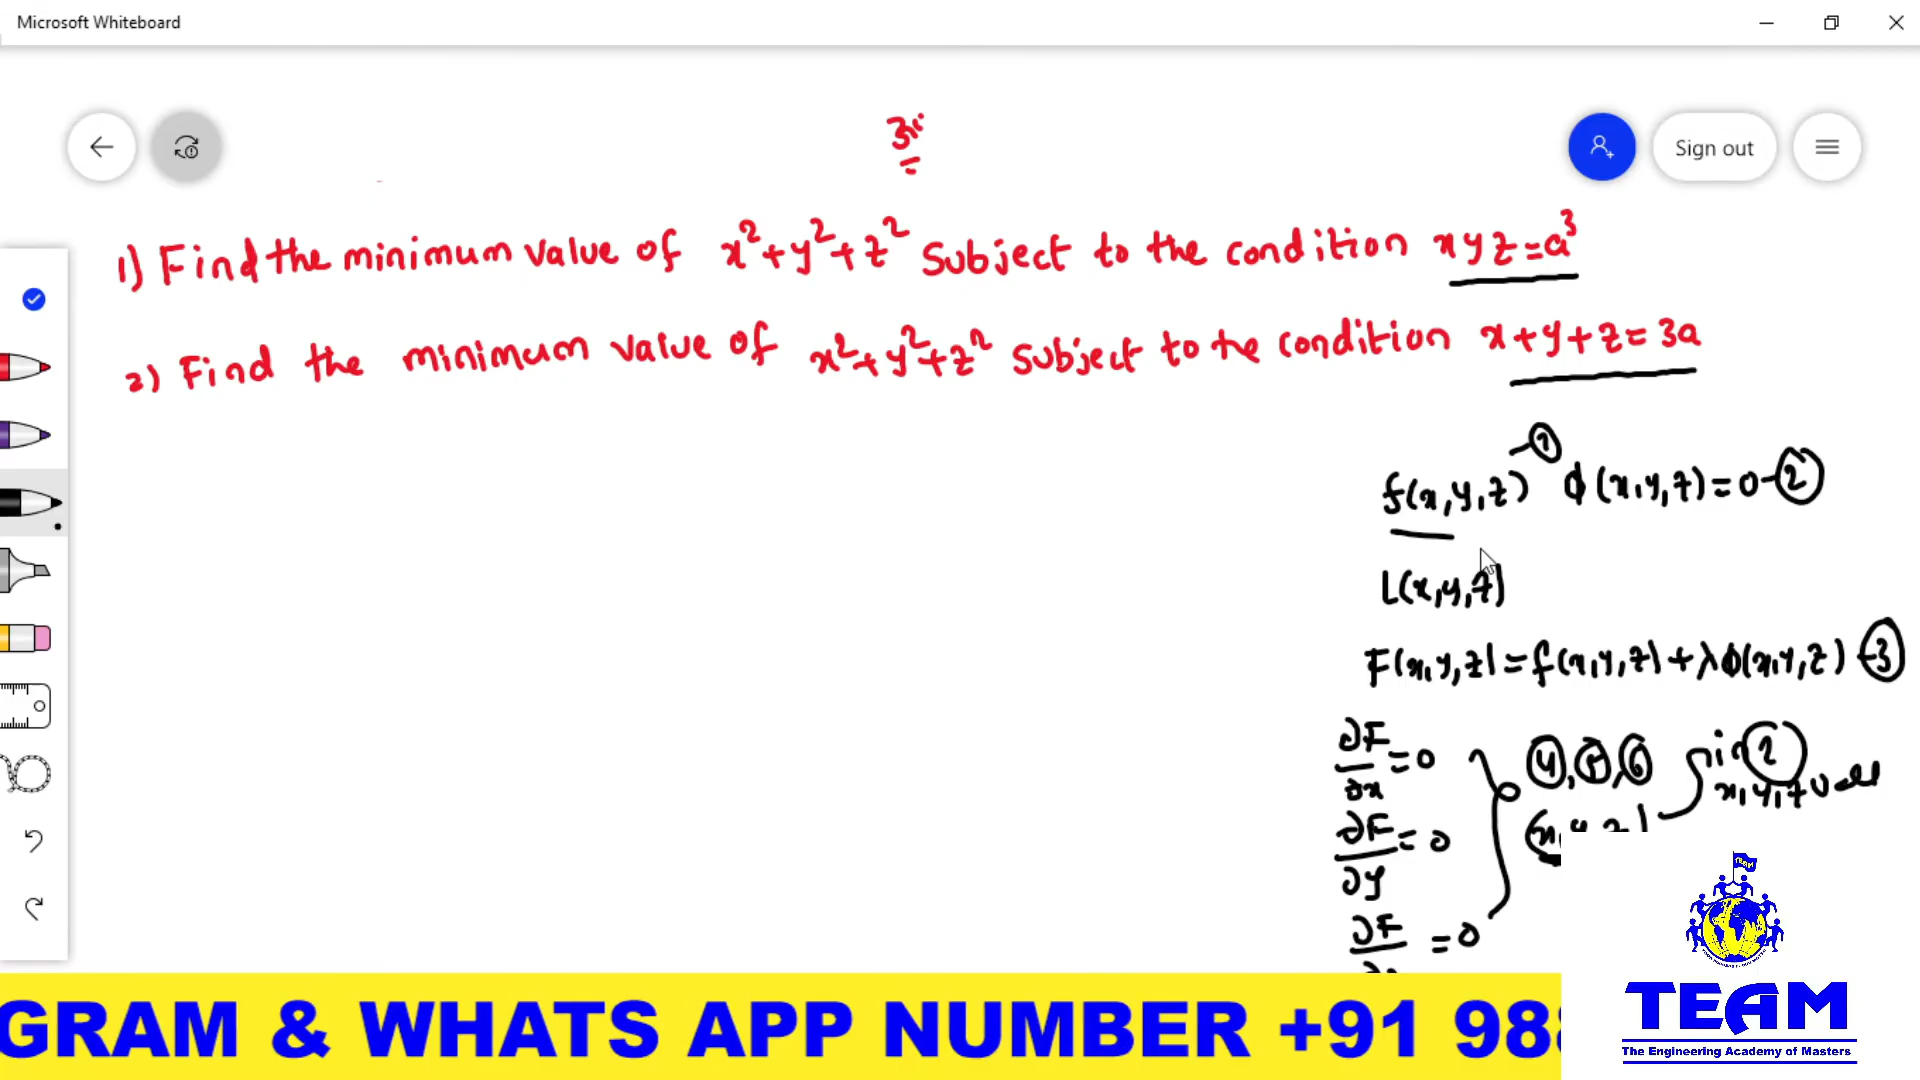 Microsoft Whiteboard
Sign out
1) Find the minimum value of x²+y²+z² subject to the condition xyz=a³
2) Find the minimum value of x²+y²+z² subject to the condition x+y+z=3a
f(x,y,z) -① ϕ(x,y,z)=0-②
L(x,y,z)
F(x,y,z)=f(x,y,z)+λϕ(x,y,z) -③
∂F/∂x=0 ④,⑤,⑥ in ②
x,y,z
∂F/∂y=0 (x,y,z)
∂F =0
GRAM & WHATS APP NUMBER +91 98
TEAM
The Engineering Academy of Masters